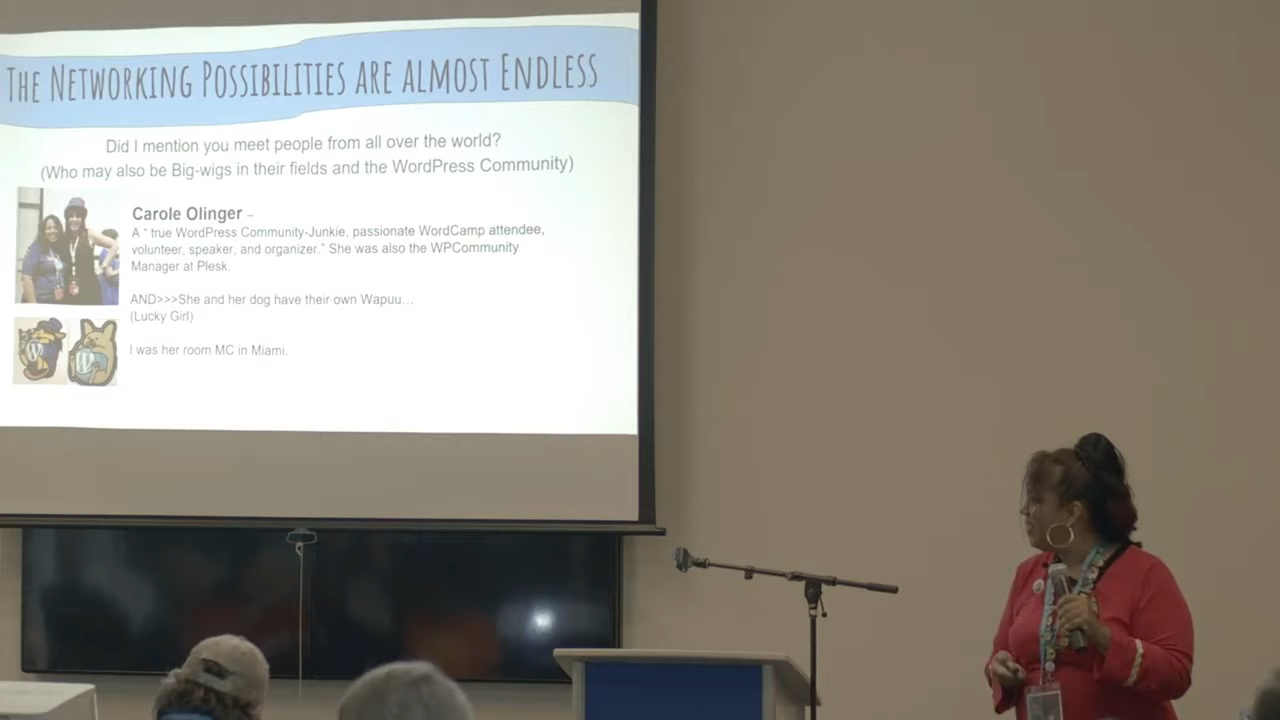 THE NETWORKING POSSIBILITIES ARE ALMOST ENDLESS
Did I mention you meet people from all over the world?
(Who may also be Big-wigs in their fields and the WordPress Community)
Carole Olinger –
A “ true WordPress Community-Junkie, passionate WordCamp attendee,
volunteer, speaker, and organizer.” She was also the WPCommunity
Manager at Plesk.
AND>>>She and her dog have their own Wapuu…
(Lucky Girl)
I was her room MC in Miami.